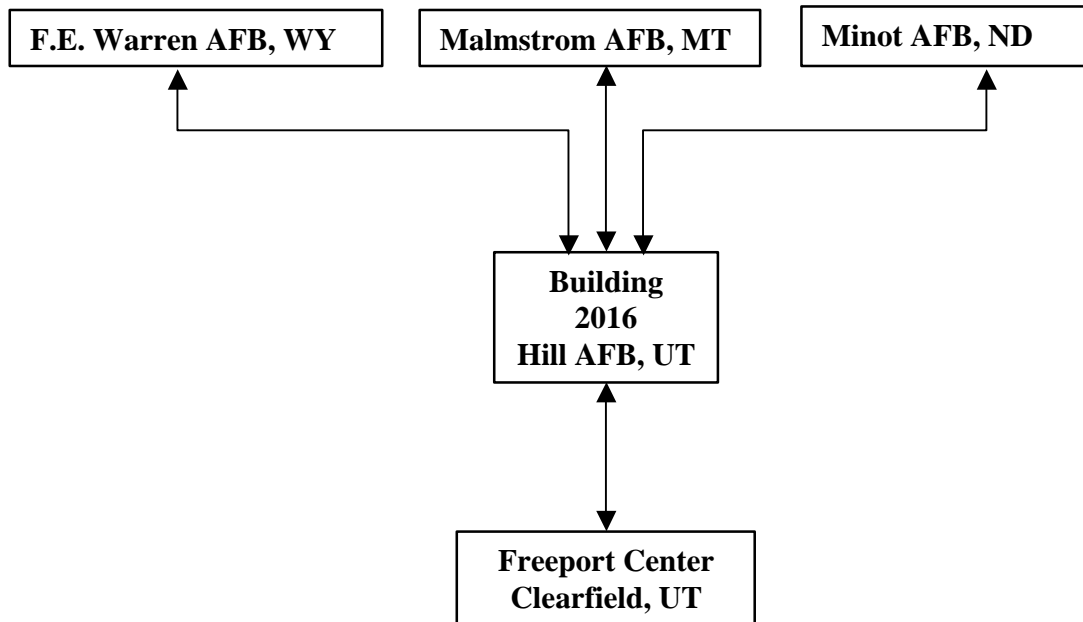 F.E. Warren AFB, WY
Malmstrom AFB, MT
Minot AFB, ND
Building
2016
Hill AFB, UT
Freeport Center
Clearfield, UT